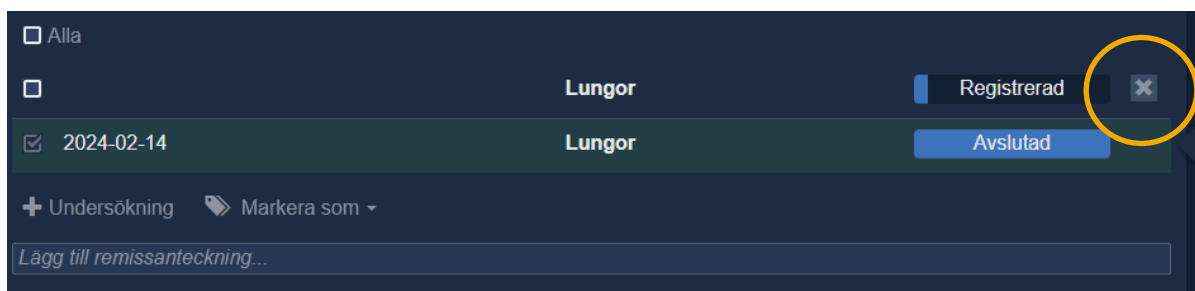 Alla
Lungor Registrerad
2024-02-14 Lungor Avslutad
Undersökning Markera som
Lägg till remissanteckning...